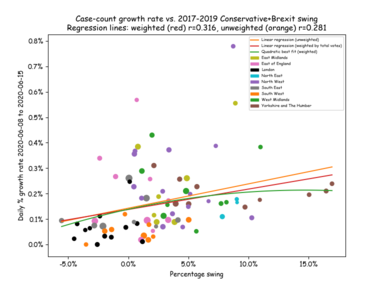 Case-count growth rate vs. 2017-2019 Conservative+Brexit swing
Regression lines: weighted (red) r=0.316, unweighted (orange) r=0.281
Linear regression (unweighted)
Linear regression (weighted by total votes)
Quadratic best fit (weighted)
East Midlands
East of England
London
North East
North West
South East
South West
West Midlands
Yorkshire and The Humber
0.8%
0.6%
0.5%
0.4%
0.3%
0.2%
0.1%
0.0%
Daily % growth rate 2020-06-08 to 2020-06-15
-5.0%
0.0%
5.0%
10.0%
15.0%
Percentage swing